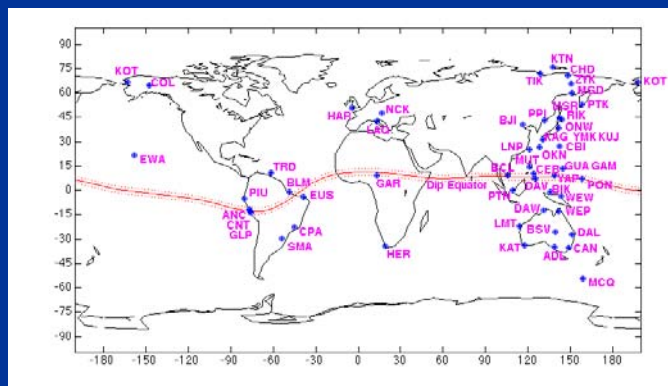 90
75 KTN
KOT COL TIK CHD KOT
60 ZYK
MGD
45 HAD NCK BJI PPI MSR PTK
LAQ RIK
30 ONW
LNP KAG YMK KUJ
EWA OKN CBI
15 MUT
TRD BCL CEB GUA GAM
0 PIU BLM GAR Dip Equator YAP PON
EUS PTN DAV BIK
-15 ANC DAW WEW
CNT WEP
GLP CPA LMT BSV DAL
-30 SMA
HER KAT ADL CAN
-45
MCQ
-60
-75
-90
-180 -150 -120 -90 -60 -30 0 30 60 90 120 150 180